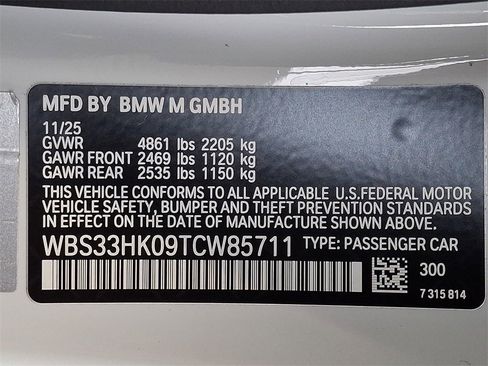 MFD BY BMW M GMBH
11/25
GVWR 4861 lbs 2205 kg
GAWR FRONT 2469 lbs 1120 kg
GAWR REAR 2535 lbs 1150 kg
THIS VEHICLE CONFORMS TO ALL APPLICABLE U.S.FEDERAL MOTOR
VEHICLE SAFETY, BUMPER AND THEFT PREVENTION STANDARDS
IN EFFECT ON THE DATE OF MANUFACTURE SHOWN ABOVE.
WBS33HK09TCW85711 TYPE: PASSENGER CAR
300
7 315 814